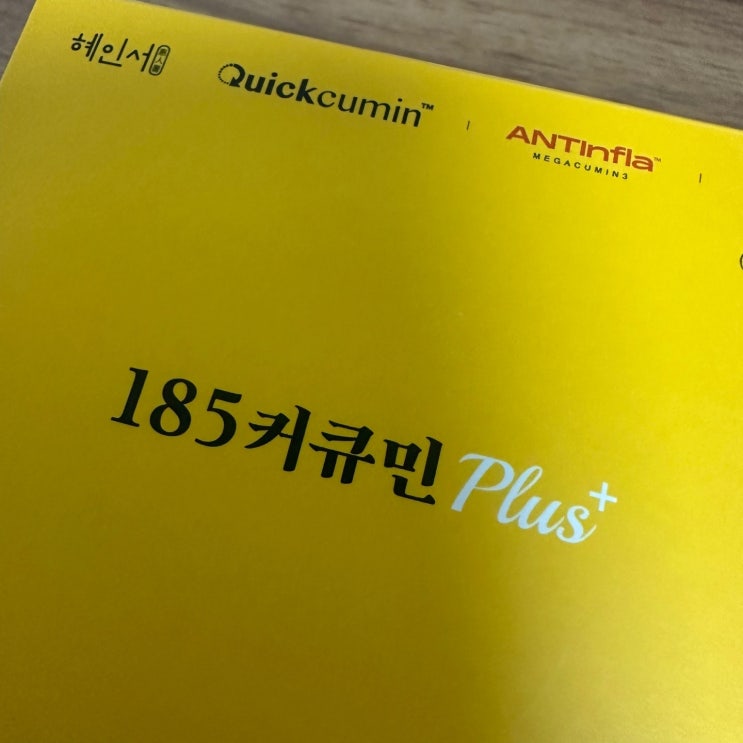 혜인서
Quickcumin™
ANTInfla™
MEGACUMIN3
185커큐민 Plus+